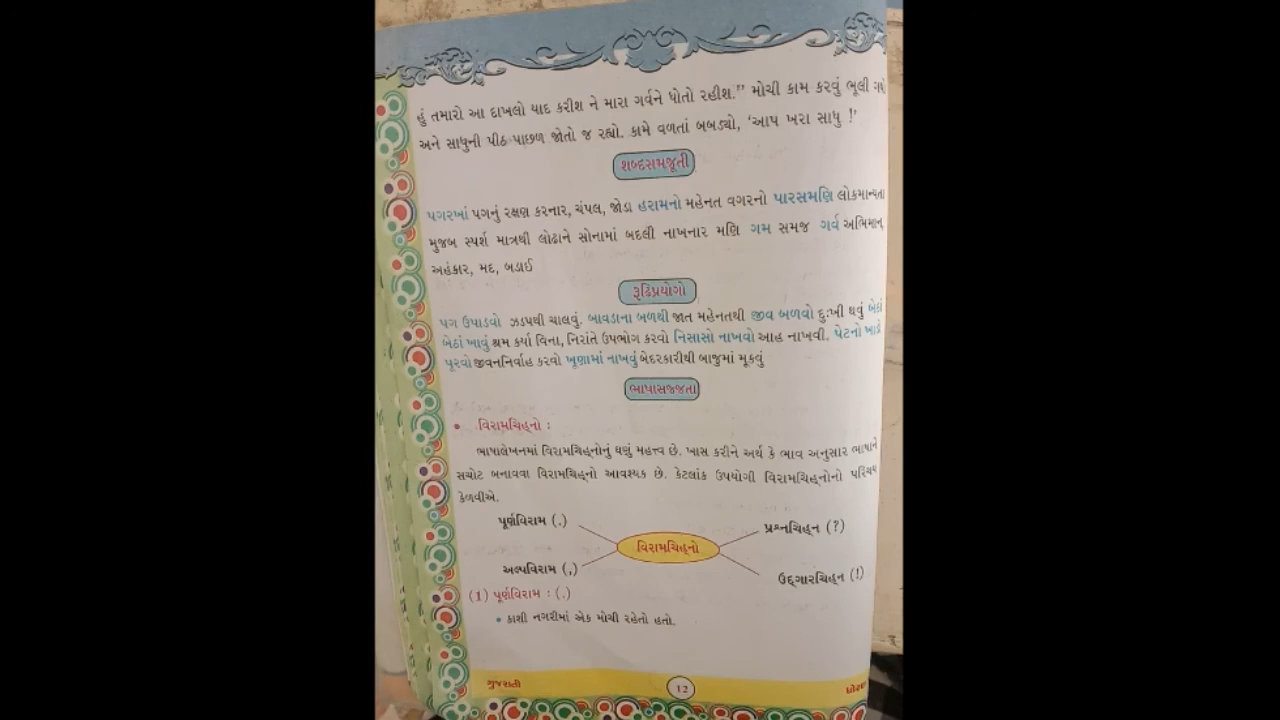 હું તમારો આ દાખલો યાદ કરીશ ને મારા ગર્વને ધોતો રહીશ.'' મોચી કામ કરવું ભૂલી ગયો
અને સાધુની પીઠ પાછળ જોતો જ રહ્યો. કામે વળતાં બબડ્યો, ‘આપ ખરા સાધુ !’
શબ્દસમજૂતી
પગરખાં પગનું રક્ષણ કરનાર, ચંપલ, જોડા હરામનો મહેનત વગરનો પારસમણિ લોકમાન્યતા
મુજબ સ્પર્શ માત્રથી લોઢાને સોનામાં બદલી નાખનાર મણિ ગમ સમજ ગર્વ અભિમાન,
અહંકાર, મદ, બડાઈ
રૂઢિપ્રયોગો
પગ ઉપાડવો ઝડપથી ચાલવું. બાવડાના બળથી જાત મહેનતથી જીવ બળવો દુઃખી થવું બેઠાં
બેઠાં ખાવું શ્રમ કર્યા વિના, નિરાંતે ઉપભોગ કરવો નિસાસો નાખવો આહ નાખવી. પેટનો ખાડો
પૂરવો જીવનનિર્વાહ કરવો ખૂણામાં નાખવું બેદરકારીથી બાજુમાં મૂકવું
ભાષાસજ્જતા
• વિરામચિહ્નો :
ભાષાલેખનમાં વિરામચિહ્નોનું ઘણું મહત્ત્વ છે. ખાસ કરીને અર્થ કે ભાવ અનુસાર ભાષાને
સચોટ બનાવવા વિરામચિહ્નો આવશ્યક છે. કેટલાંક ઉપયોગી વિરામચિહ્નોનો પરિચય
કેળવીએ.
પૂર્ણવિરામ (.)
પ્રશ્નચિહ્ન (?)
વિરામચિહ્નો
અલ્પવિરામ (,)
ઉદ્ગારચિહ્ન (!)
(1) પૂર્ણવિરામ : (.)
• કાશી નગરીમાં એક મોચી રહેતો હતો.
ગુજરાતી
12